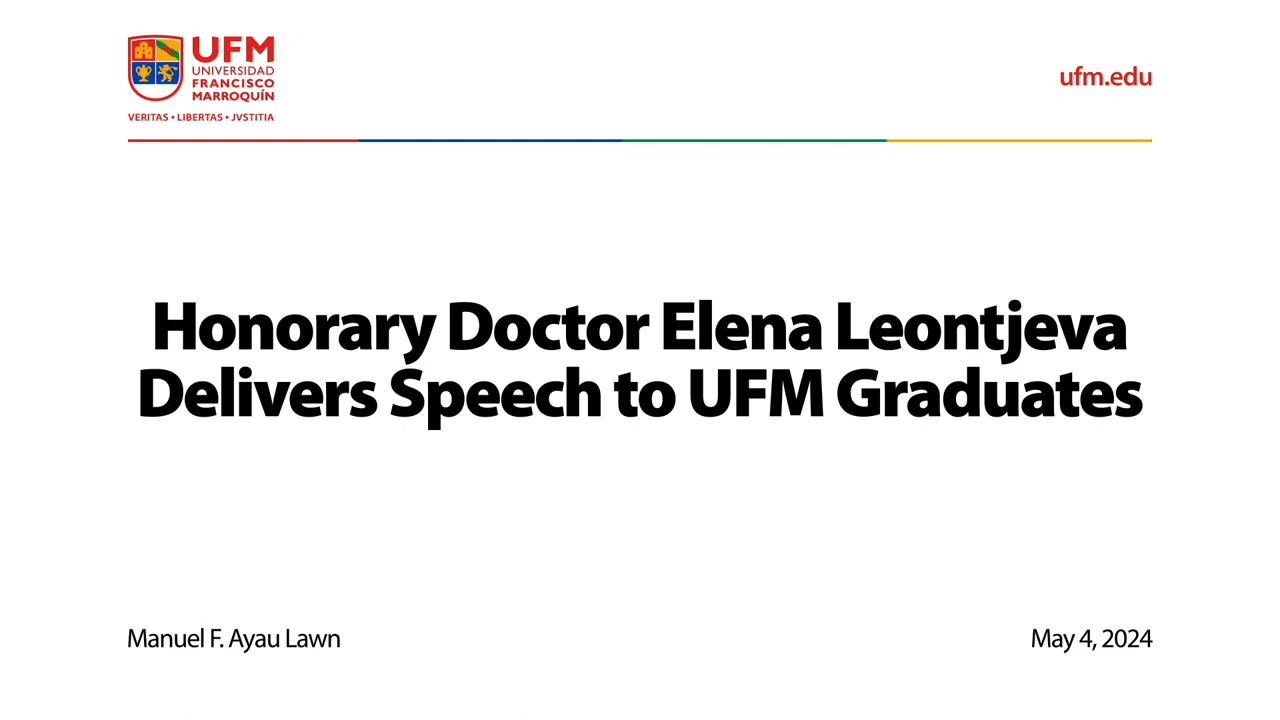 UFM
UNIVERSIDAD
FRANCISCO
MARROQUÍN
VERITAS • LIBERTAS • JVSTITIA
ufm.edu
Honorary Doctor Elena Leontjeva
Delivers Speech to UFM Graduates
Manuel F. Ayau Lawn
May 4, 2024